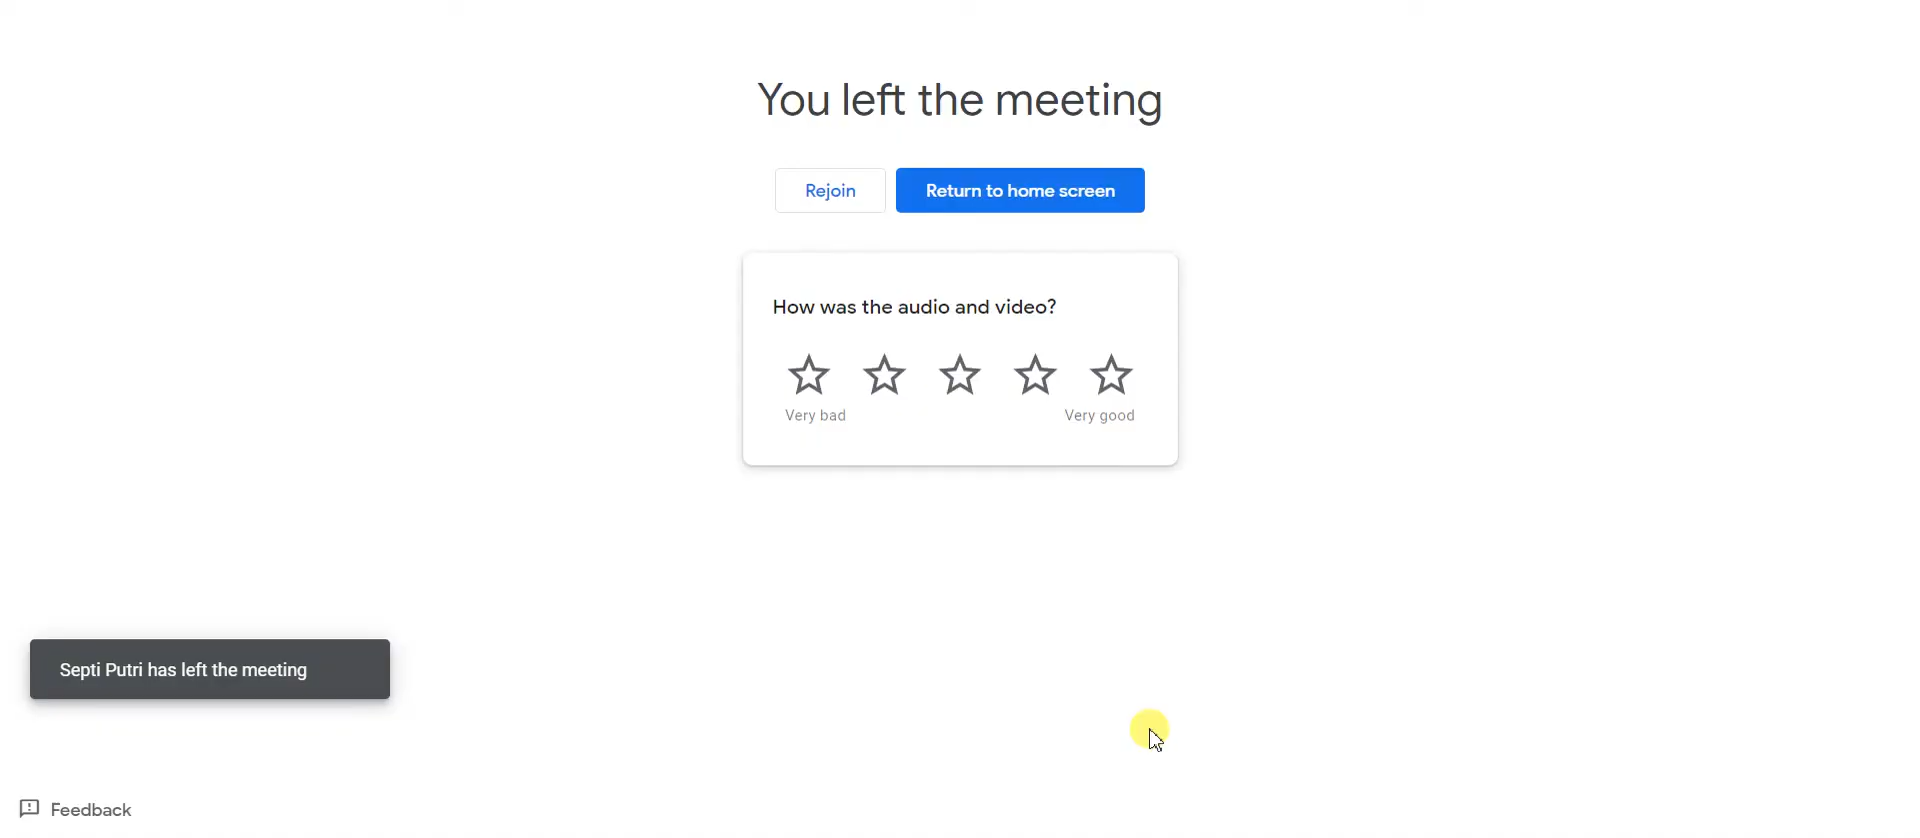 You left the meeting
Rejoin
Return to home screen
How was the audio and video?
Very bad
Very good
Septi Putri has left the meeting
Feedback